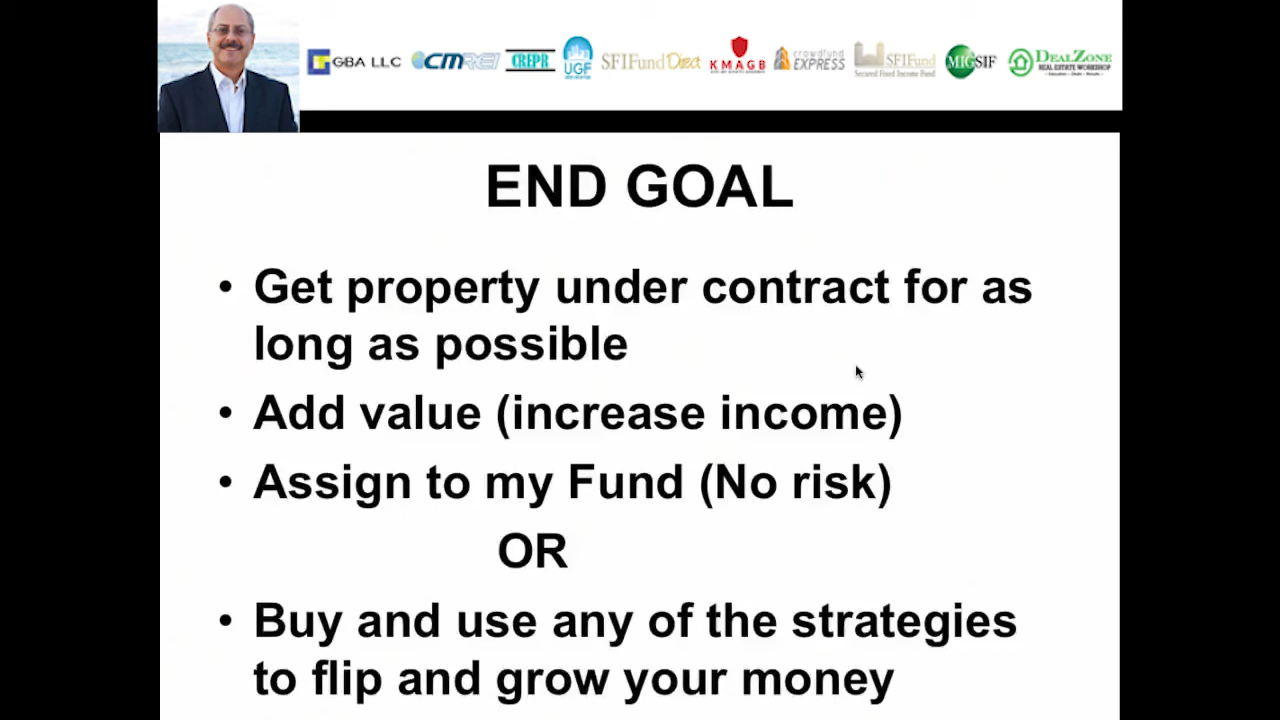 GBA LLC
CMREI
CREPR
UGF
SFIFund Direct
KMAGB
crowdfund
EXPRESS
SFIFund
Secured Fixed Income Fund
MIGSIF
DEALZONE
REAL ESTATE WORKSHOP
END GOAL
• Get property under contract for as
long as possible
• Add value (increase income)
• Assign to my Fund (No risk)
OR
• Buy and use any of the strategies
to flip and grow your money